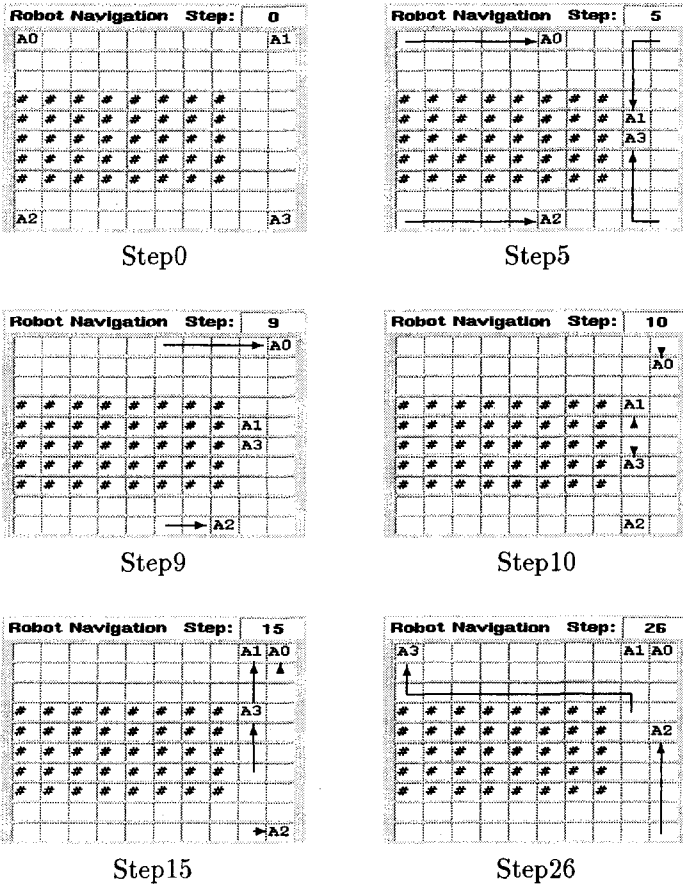 Robot Navigation Step: 0
A0 A1
# # # # # # # #
# # # # # # # #
# # # # # # # #
# # # # # # # #
# # # # # # # #
A2 A3
Step0
Robot Navigation Step: 5
A0
# # # # # # # #
# # # # # # # # A1
# # # # # # # # A3
# # # # # # # #
# # # # # # # #
A2
Step5
Robot Navigation Step: 9
A0
# # # # # # # #
# # # # # # # # A1
# # # # # # # # A3
# # # # # # # #
# # # # # # # #
A2
Step9
Robot Navigation Step: 10
A0
# # # # # # # # A1
# # # # # # # #
# # # # # # # #
# # # # # # # # A3
# # # # # # # #
A2
Step10
Robot Navigation Step: 15
A1 A0
# # # # # # # # A3
# # # # # # # #
# # # # # # # #
# # # # # # # #
# # # # # # # #
A2
Step15
Robot Navigation Step: 26
A3 A1 A0
# # # # # # # #
# # # # # # # # A2
# # # # # # # #
# # # # # # # #
# # # # # # # #
Step26